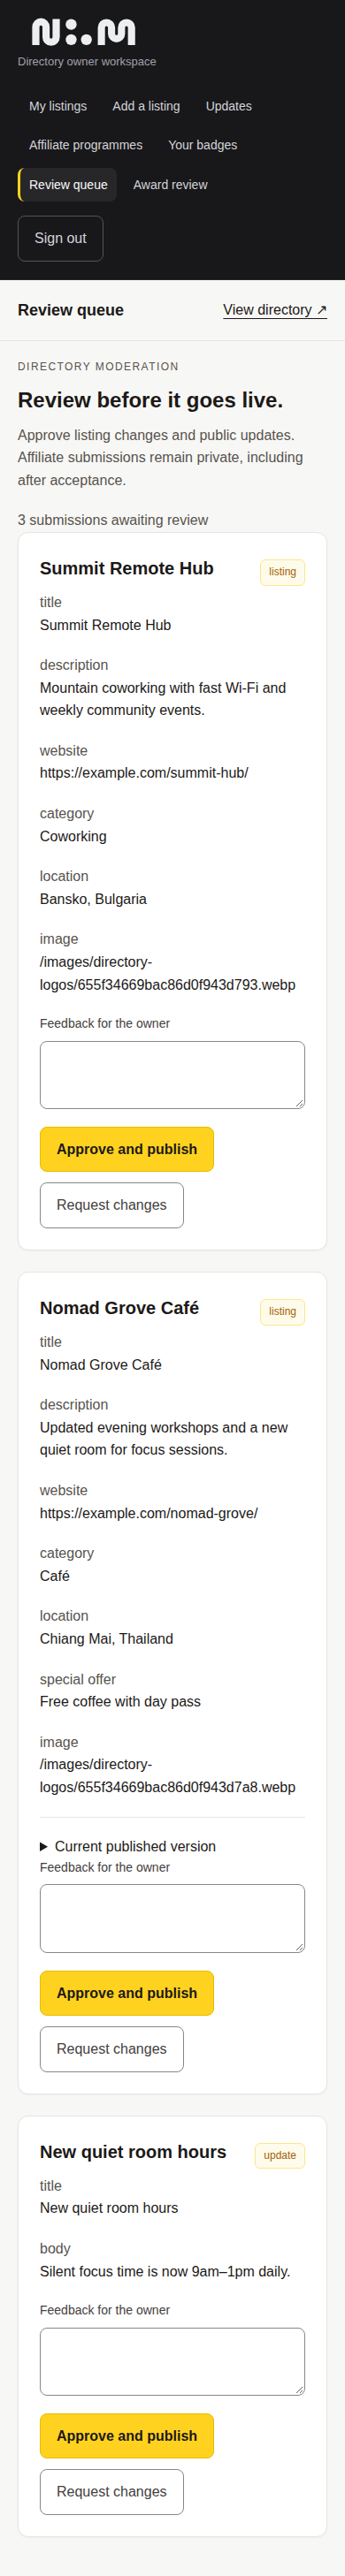 Directory owner workspace
My listings Add a listing Updates
Affiliate programmes Your badges
Review queue Award review
Sign out
Review queue View directory ↗
DIRECTORY MODERATION
Review before it goes live.
Approve listing changes and public updates.
Affiliate submissions remain private, including
after acceptance.
3 submissions awaiting review
Summit Remote Hub listing
title
Summit Remote Hub
description
Mountain coworking with fast Wi-Fi and
weekly community events.
website
https://example.com/summit-hub/
category
Coworking
location
Bansko, Bulgaria
image
/images/directory-
logos/655f34669bac86d0f943d793.webp
Feedback for the owner
Approve and publish
Request changes
Nomad Grove Café listing
title
Nomad Grove Café
description
Updated evening workshops and a new
quiet room for focus sessions.
website
https://example.com/nomad-grove/
category
Café
location
Chiang Mai, Thailand
special offer
Free coffee with day pass
image
/images/directory-
logos/655f34669bac86d0f943d7a8.webp
▶ Current published version
Feedback for the owner
Approve and publish
Request changes
New quiet room hours update
title
New quiet room hours
body
Silent focus time is now 9am–1pm daily.
Feedback for the owner
Approve and publish
Request changes